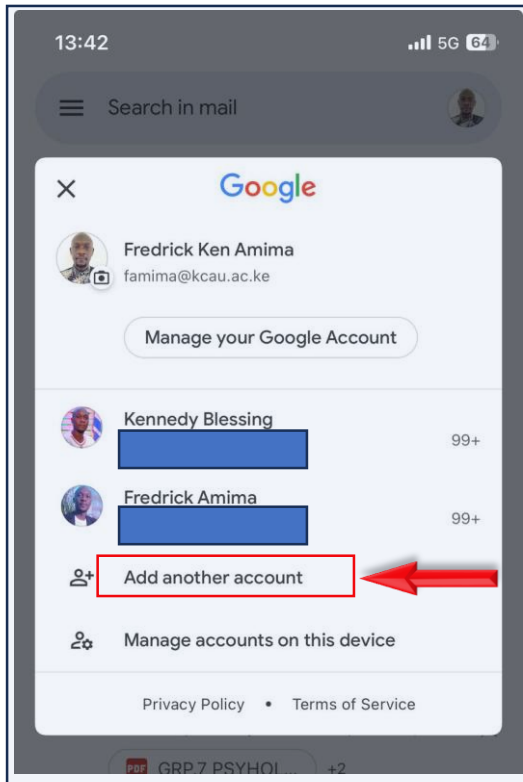 13:42
5G 64
Search in mail
Google
Fredrick Ken Amima
famima@kcau.ac.ke
Manage your Google Account
Kennedy Blessing
99+
Fredrick Amima
99+
Add another account
Manage accounts on this device
Privacy Policy • Terms of Service
PDF GRP.7 PSYHOL... +2